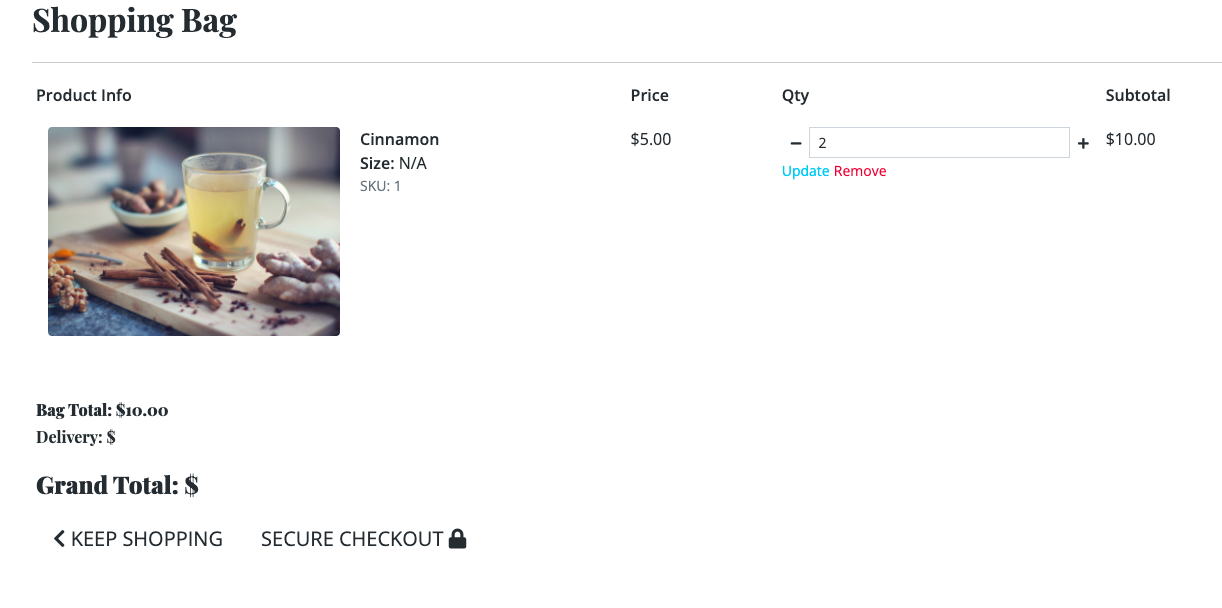 Shopping Bag
Product Info Price Qty Subtotal
Cinnamon $5.00 − 2 + $10.00
Size: N/A
Update Remove
SKU: 1
Bag Total: $10.00
Delivery: $
Grand Total: $
KEEP SHOPPING SECURE CHECKOUT